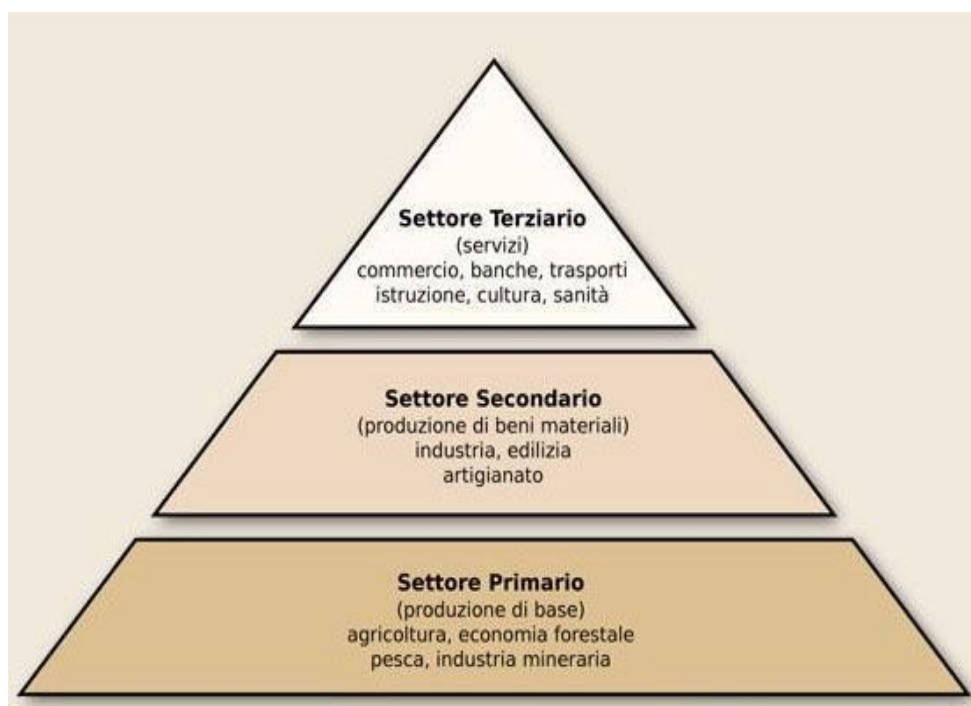 Settore Terziario
(servizi)
commercio, banche, trasporti
istruzione, cultura, sanità
Settore Secondario
(produzione di beni materiali)
industria, edilizia
artigianato
Settore Primario
(produzione di base)
agricoltura, economia forestale
pesca, industria mineraria